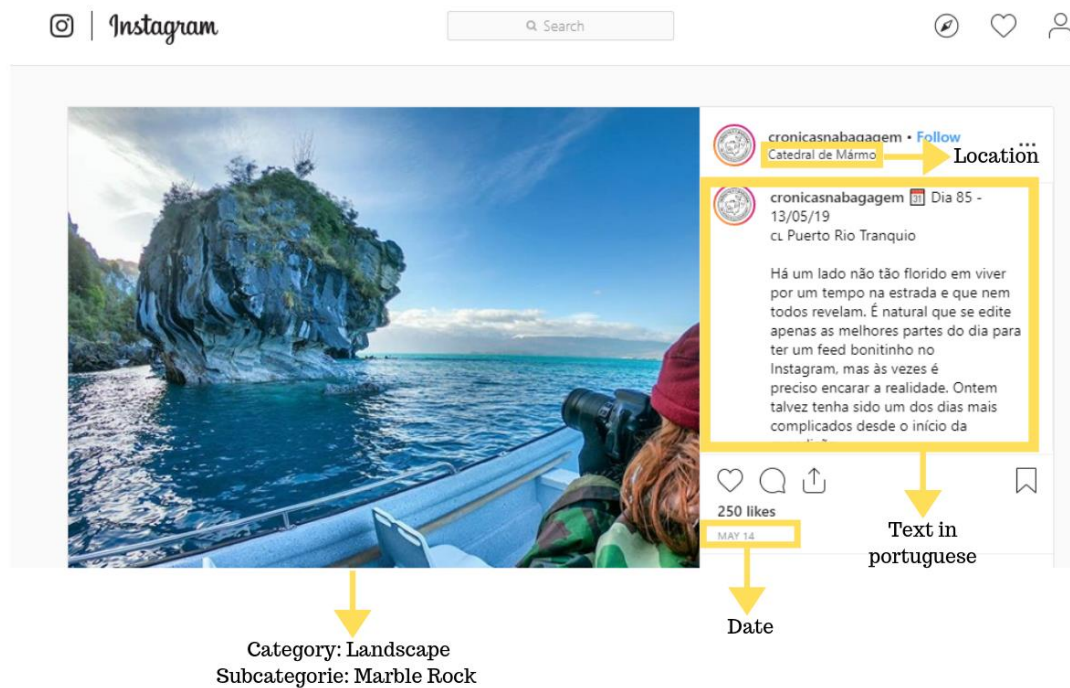 Instagram
Search
cronicasnabagagem • Follow
Catedral de Mármo
Location
cronicasnabagagem 31 Dia 85 -
13/05/19
CL Puerto Rio Tranquio
Há um lado não tão florido em viver
por um tempo na estrada e que nem
todos revelam. É natural que se edite
apenas as melhores partes do dia para
ter um feed bonitinho no
Instagram, mas às vezes é
preciso encarar a realidade. Ontem
talvez tenha sido um dos dias mais
complicados desde o início da
250 likes
MAY 14
Text in
portuguese
Date
Category: Landscape
Subcategorie: Marble Rock